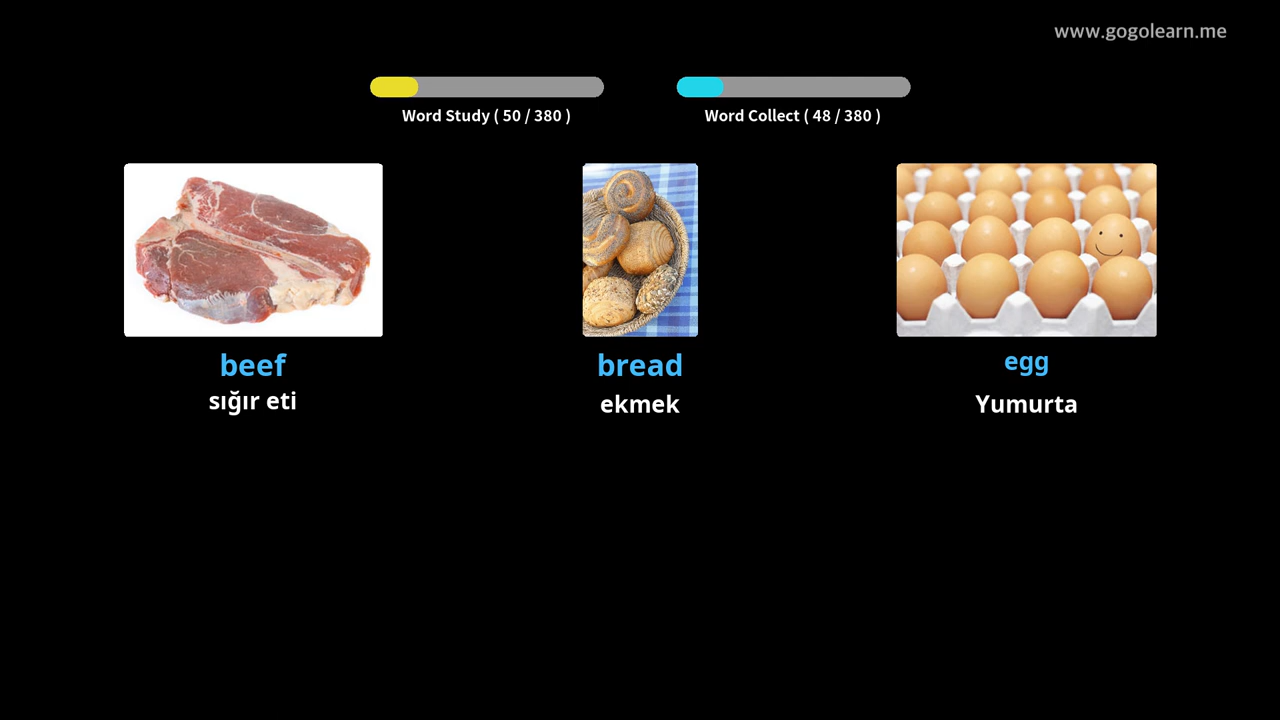 www.gogolearn.me
Word Study ( 50 / 380 )
Word Collect ( 48 / 380 )
beef
sığır eti
bread
ekmek
egg
Yumurta